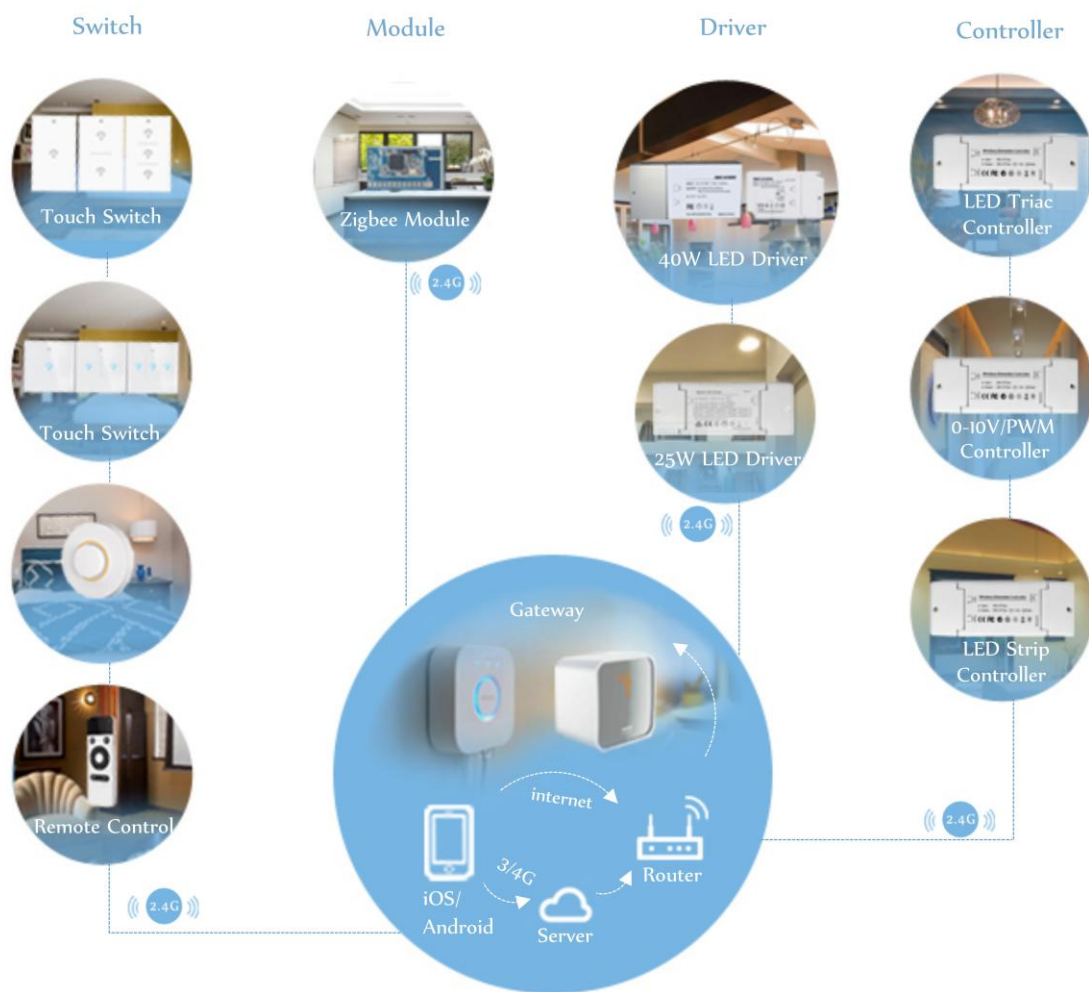 Switch
Module
Driver
Controller
Touch Switch
Zigbee Module
40W LED Driver
LED Triac
Controller
Touch Switch
25W LED Driver
0-10V/PWM
Controller
LED Strip
Controller
Remote Control
2.4G
2.4G
2.4G
2.4G
Gateway
internet
3/4G
iOS/
Android
Server
Router